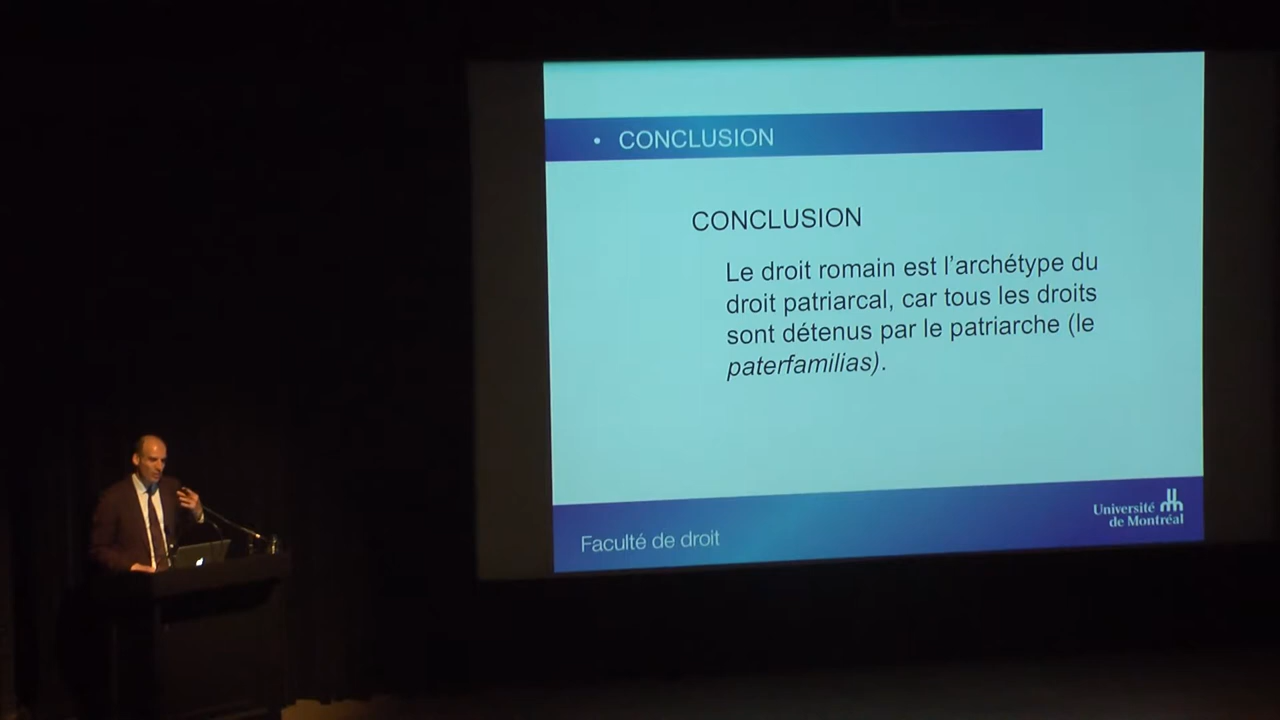 • CONCLUSION
CONCLUSION
Le droit romain est l'archétype du
droit patriarcal, car tous les droits
sont détenus par le patriarche (le
paterfamilias).
Université
de Montréal
Faculté de droit